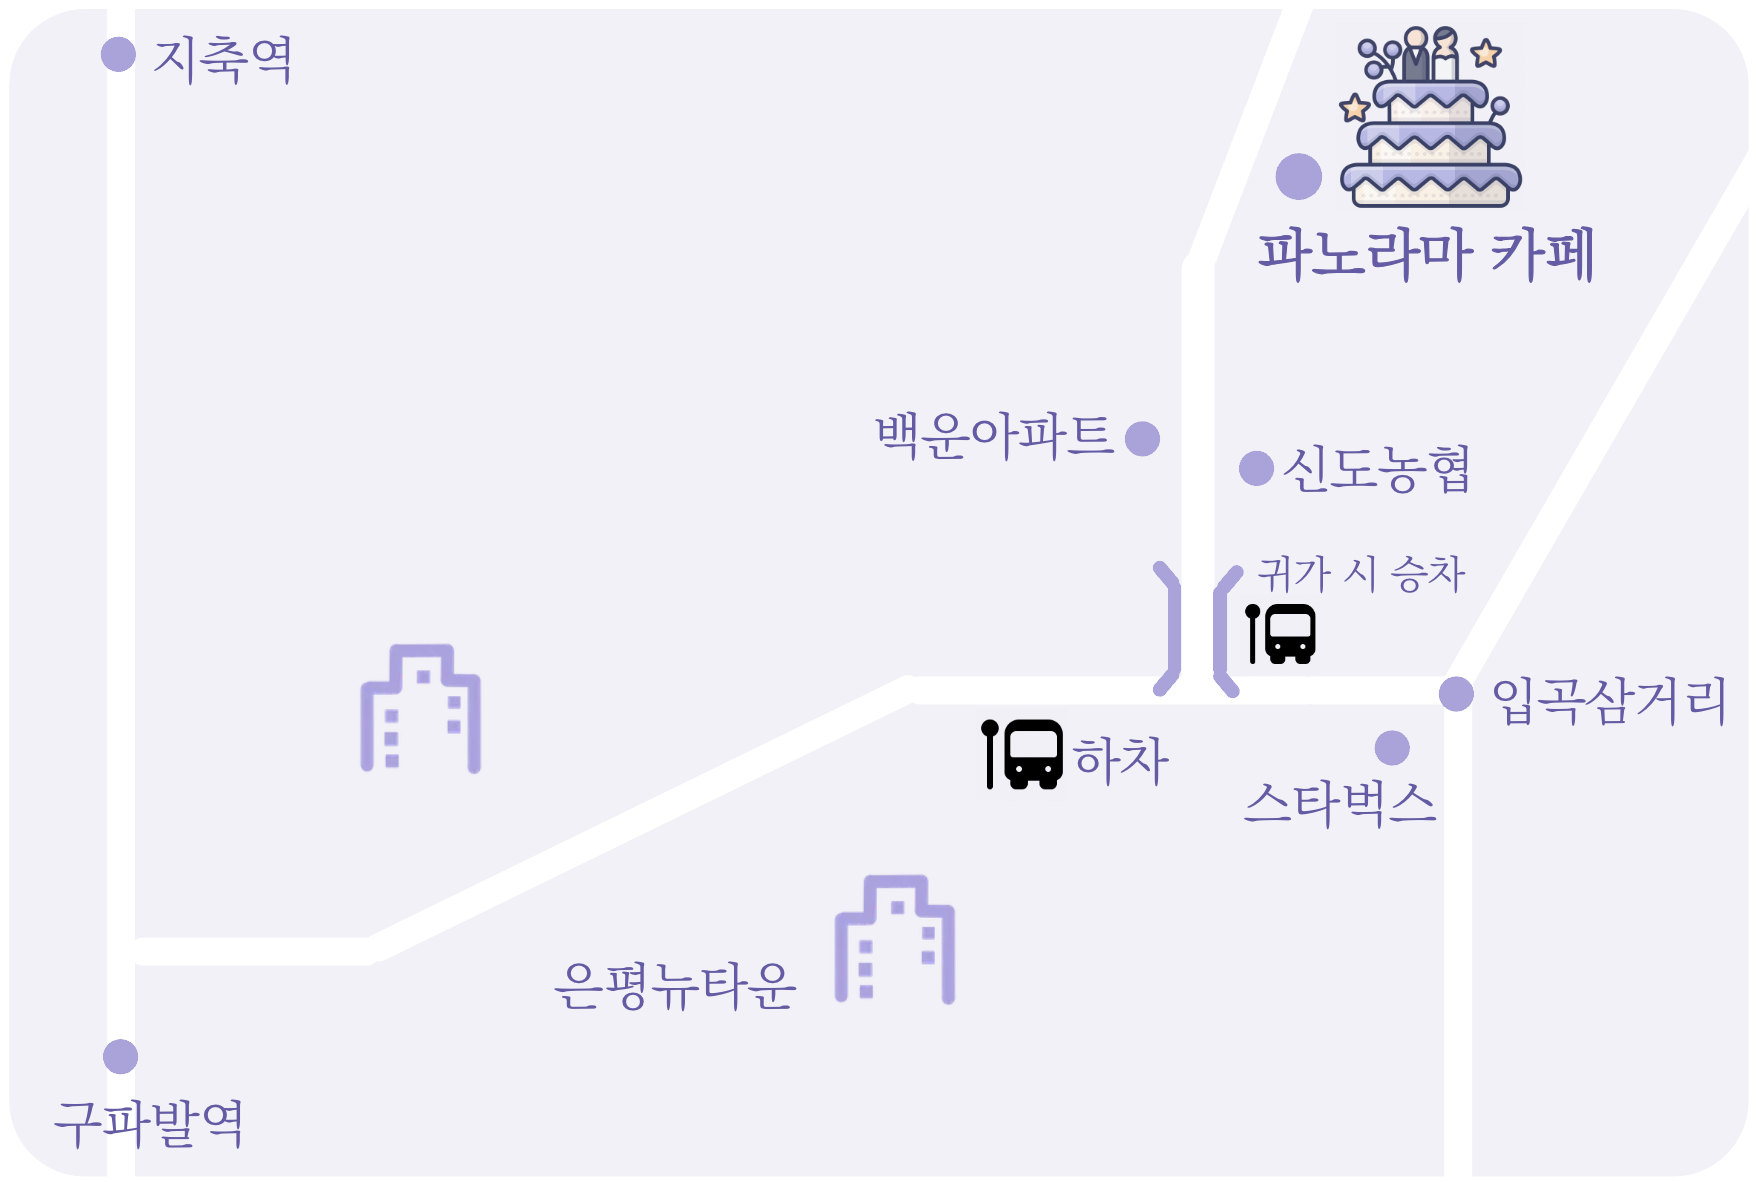 지축역
파노라마 카페
백운아파트
신도농협
귀가 시 승차
입곡삼거리
하차
스타벅스
은평뉴타운
구파발역